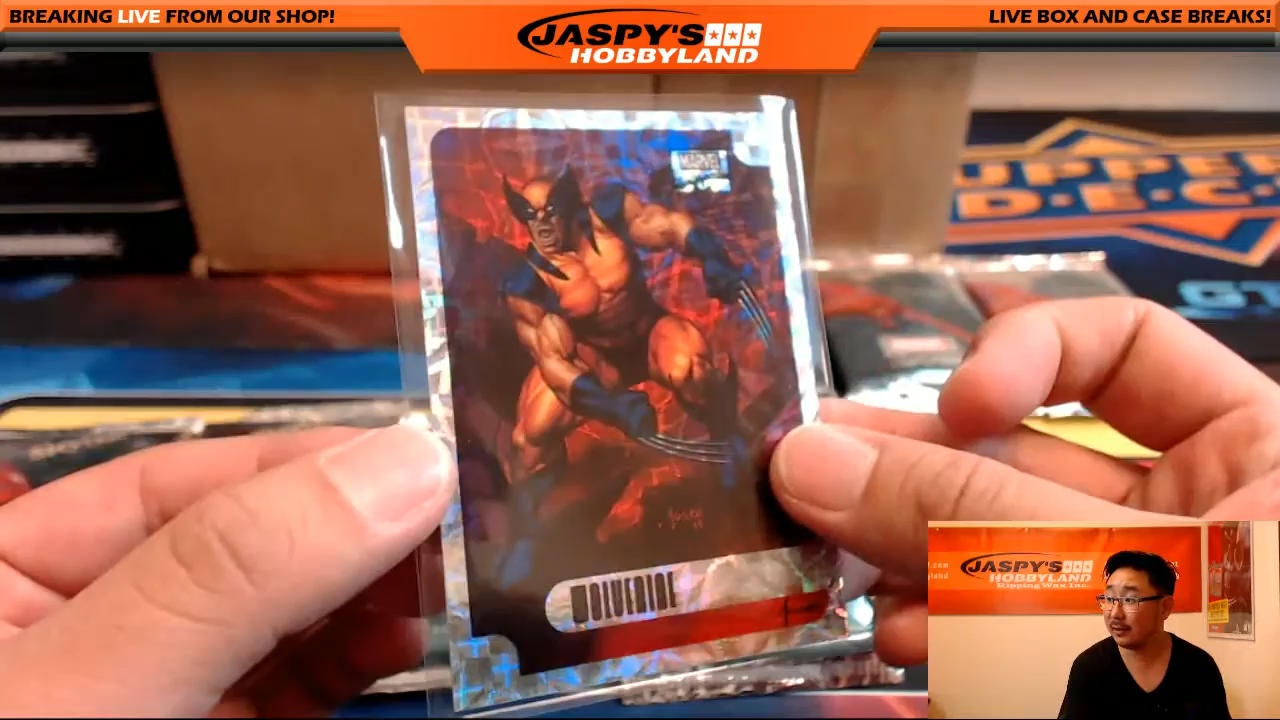 BREAKING LIVE FROM OUR SHOP!
JASPY'S
HOBBYLAND
LIVE BOX AND CASE BREAKS!
MARVEL
UPPER
D·E·C
WOLVERINE
JASPY'S
HOBBYLAND
Ripping Wax Inc.